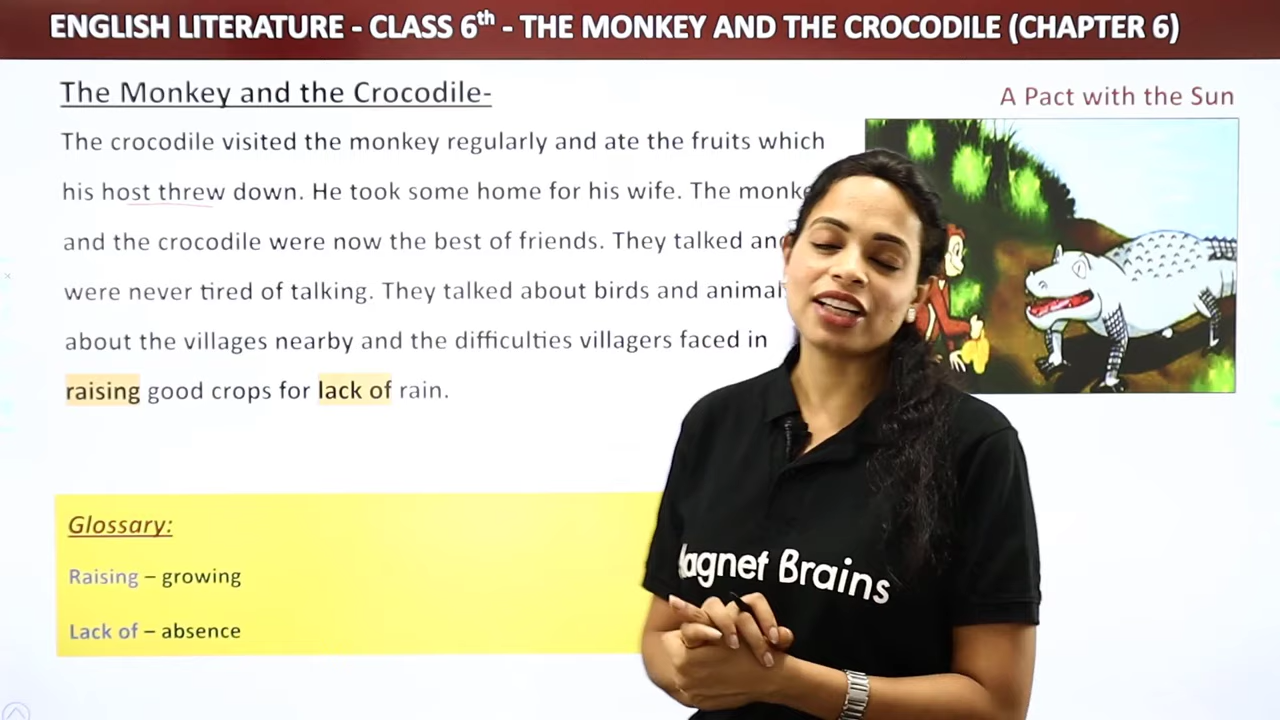 ENGLISH LITERATURE - CLASS 6th - THE MONKEY AND THE CROCODILE (CHAPTER 6)
The Monkey and the Crocodile-
A Pact with the Sun
The crocodile visited the monkey regularly and ate the fruits which
his host threw down. He took some home for his wife. The monke
and the crocodile were now the best of friends. They talked and
were never tired of talking. They talked about birds and animal
about the villages nearby and the difficulties villagers faced in
raising good crops for lack of rain.
Glossary:
Raising – growing
Lack of – absence
agnet Brains